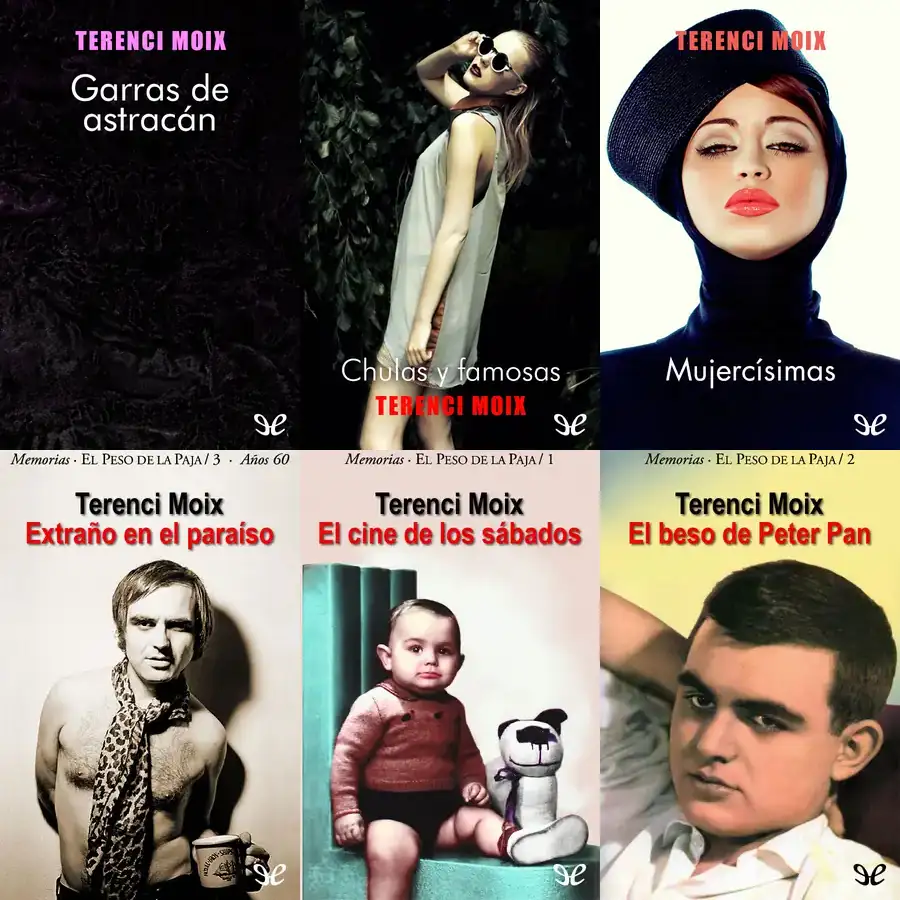 TERENCI MOIX
Garras de
astracán
Chulas y famosas
TERENCI MOIX
TERENCI MOIX
Mujercísimas
Memorias · EL PESO DE LA PAJA / 3 · Años 60
Terenci Moix
Extraño en el paraíso
Memorias · EL PESO DE LA PAJA / 1
Terenci Moix
El cine de los sábados
Memorias · EL PESO DE LA PAJA / 2
Terenci Moix
El beso de Peter Pan